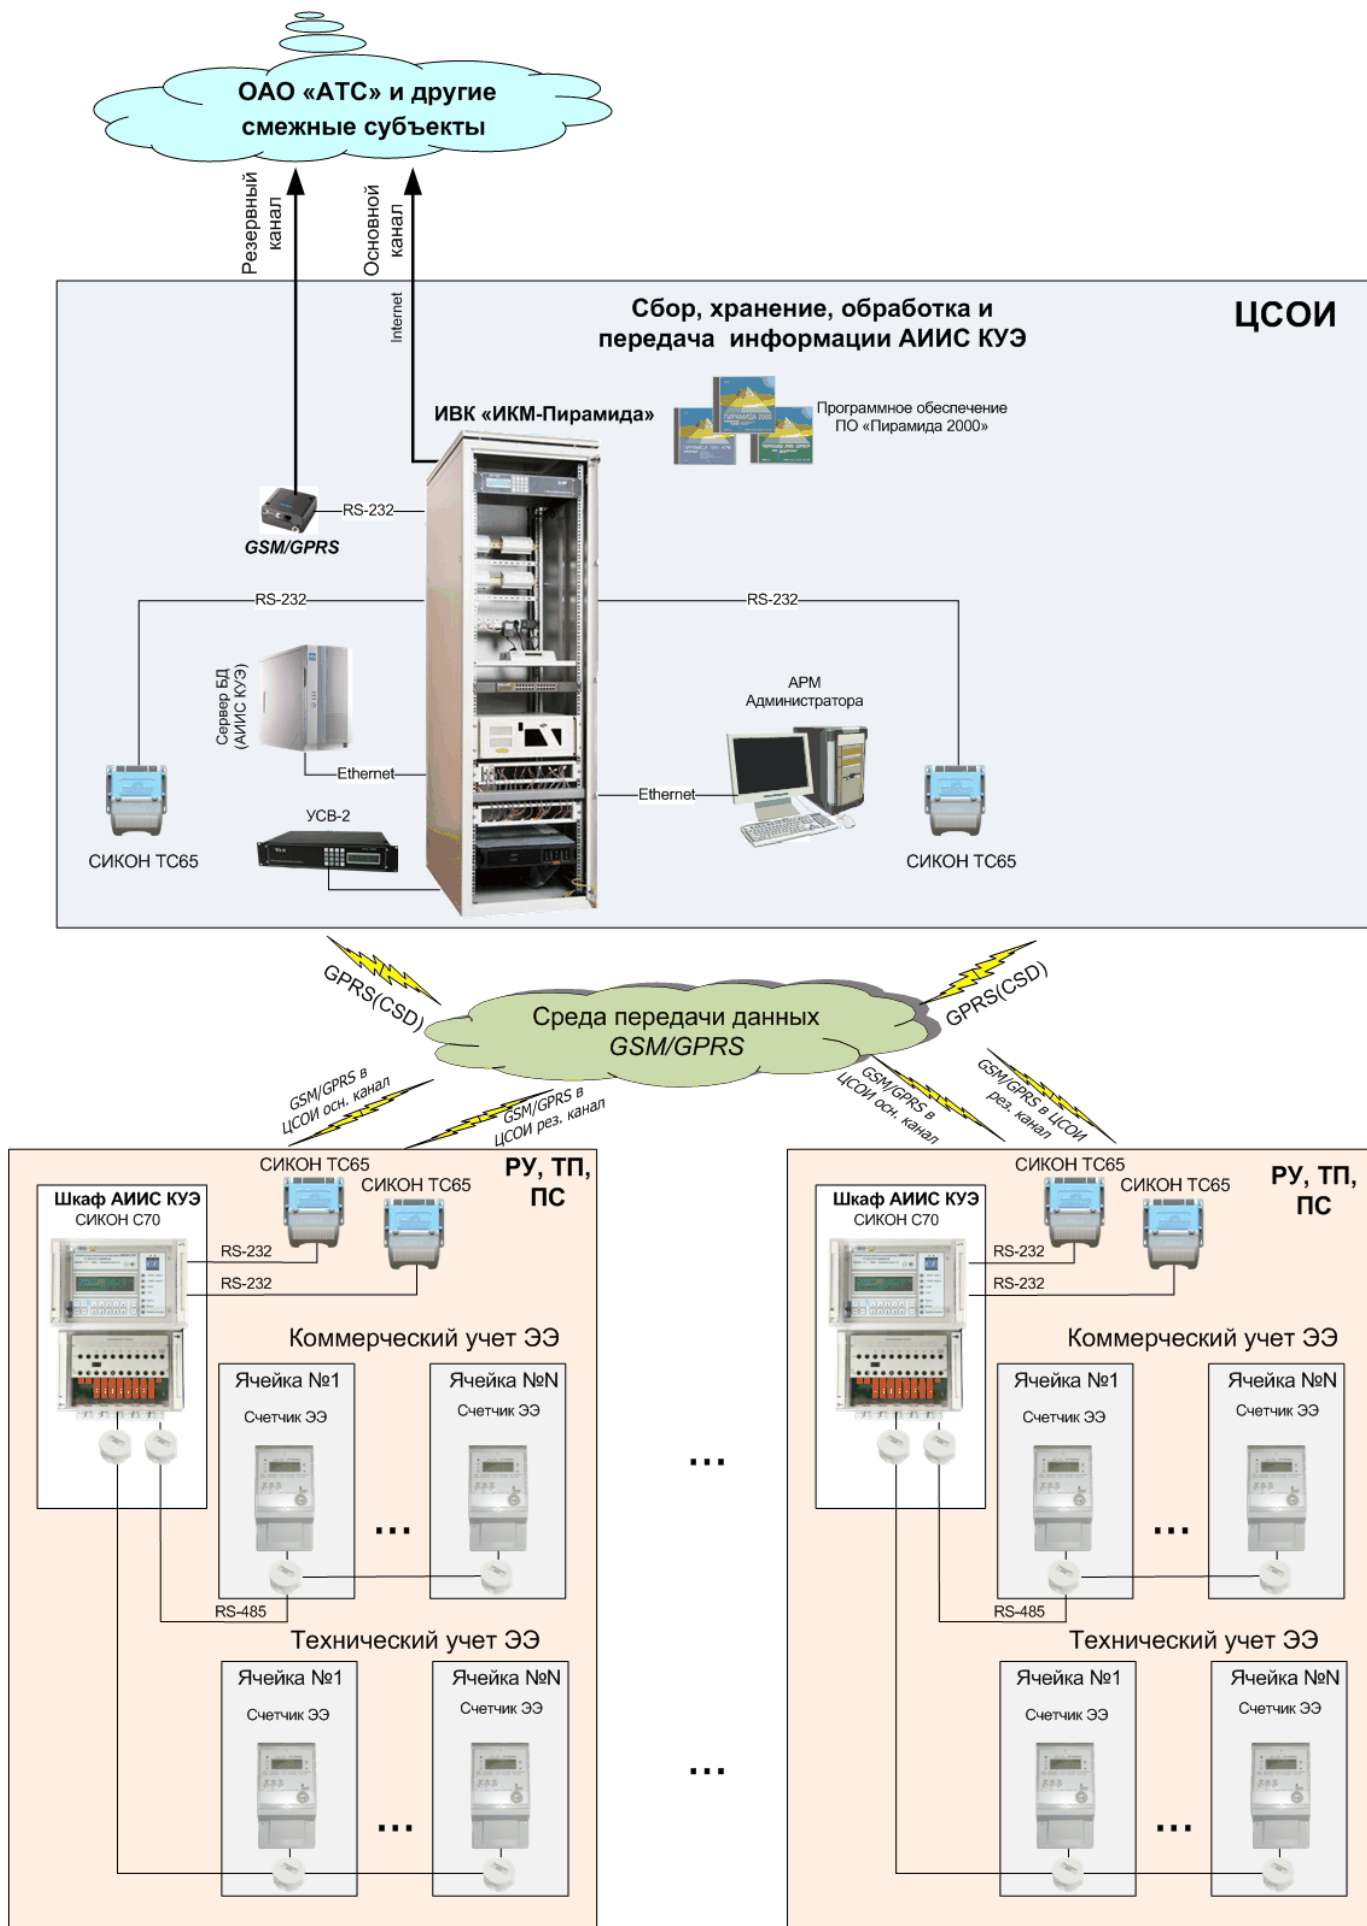 ОАО «АТС» и другие
смежные субъекты
Резервный
канал
Основной
канал
Internet
Сбор, хранение, обработка и
передача информации АИИС КУЭ
ЦСОИ
ИВК «ИКМ-Пирамида»
Программное обеспечение
ПО «Пирамида 2000»
ПИРАМИДА 2000
RS-232
GSM/GPRS
RS-232
RS-232
Сервер БД
(АИИС КУЭ)
АРМ
Администратора
Ethernet
Ethernet
УСВ-2
СИКОН ТС65
СИКОН ТС65
GPRS(CSD)
GPRS(CSD)
Среда передачи данных
GSM/GPRS
GSM/GPRS в
ЦСОИ осн. канал
GSM/GPRS в
ЦСОИ рез. канал
GSM/GPRS в
ЦСОИ осн. канал
GSM/GPRS в ЦСОИ
рез. канал
РУ, ТП,
ПС
СИКОН ТС65
СИКОН ТС65
Шкаф АИИС КУЭ
СИКОН С70
RS-232
RS-232
Коммерческий учет ЭЭ
Ячейка №1
Счетчик ЭЭ
Ячейка №N
Счетчик ЭЭ
...
RS-485
Технический учет ЭЭ
Ячейка №1
Счетчик ЭЭ
Ячейка №N
Счетчик ЭЭ
...
...
...
РУ, ТП,
ПС
СИКОН ТС65
СИКОН ТС65
Шкаф АИИС КУЭ
СИКОН С70
RS-232
RS-232
Коммерческий учет ЭЭ
Ячейка №1
Счетчик ЭЭ
Ячейка №N
Счетчик ЭЭ
...
RS-485
Технический учет ЭЭ
Ячейка №1
Счетчик ЭЭ
Ячейка №N
Счетчик ЭЭ
...